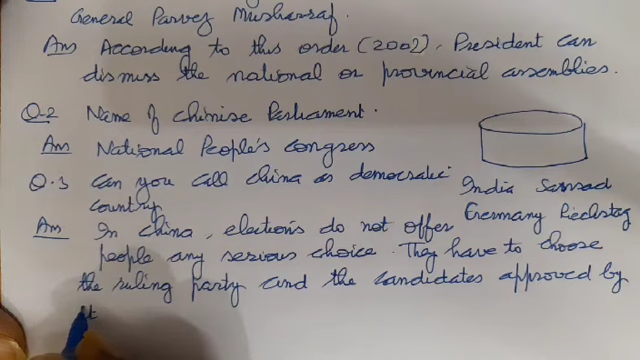 General Parvez Musharraf.
Ans According to this order (2002), President can
dismiss the national or provincial assemblies.
Q-2 Name of Chinise Parliament.
Ans National People's congress
Q.3 Can you call China as democratic
country
India Sansad
Germany Riechstag
Ans In China, elections do not offer
people any serious choice. They have to choose
the ruling party and the candidates approved by
it